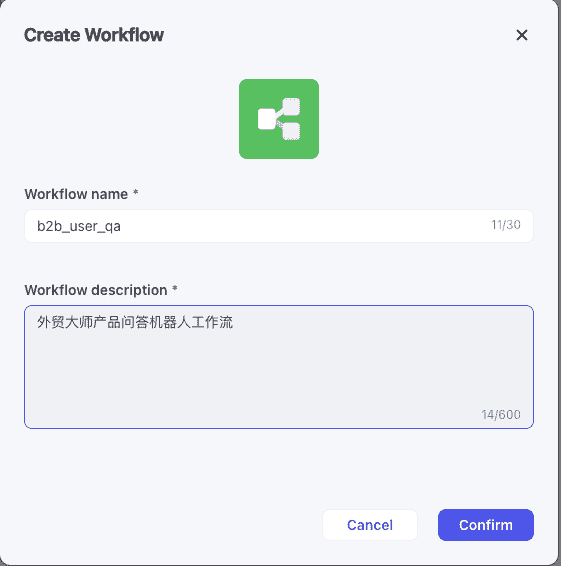 Create Workflow
Workflow name *
b2b_user_qa
11/30
Workflow description *
外贸大师产品问答机器人工作流
14/600
Cancel
Confirm